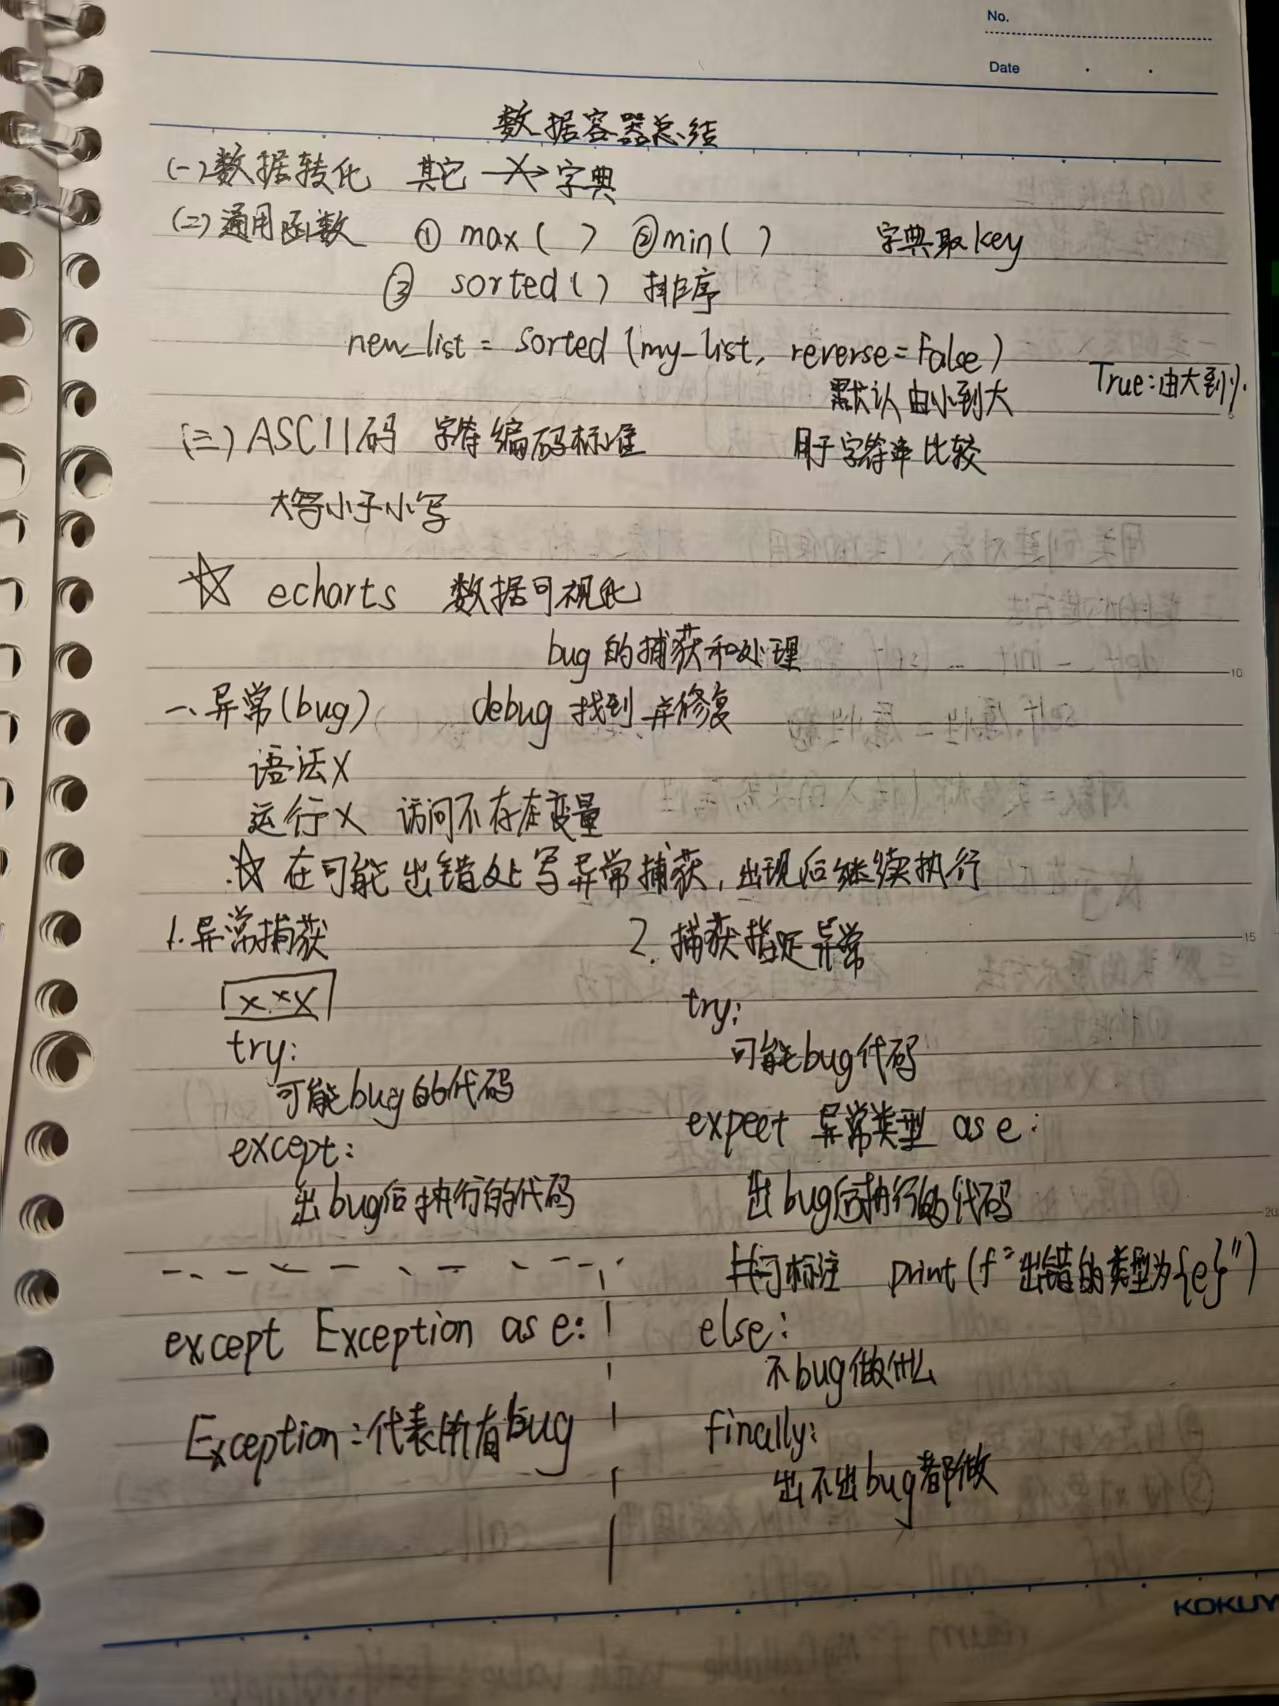 No.
Date
数据容器总结
(一)数据转化 其它 -X-> 字典
(二)通用函数 ① max( ) ②min( ) 字典取key
③ sorted( ) 排序
new_list = sorted (my_list, reverse=False)
默认由小到大 True:由大到小
(三)ASCII码 字符编码标准 用于字符串比较
大写小于小写
☆ echarts 数据可视化
bug的捕获和处理
一、异常(bug) debug 找到并修复
语法X
运行X 访问不存在变量
☆ 在可能出错处写异常捕获,出现后继续执行
1.异常捕获
x x x
try:
可能bug的代码
except:
出bug后执行的代码
except Exception as e:
Exception:代表所有bug
2.捕获指定异常
try:
可能bug代码
expect 异常类型 as e:
出bug后执行的代码
标注 print(f"出错的类型为{e}")
else:
不bug做什么
finally:
出不出bug都做
10
15
20
KOKUY